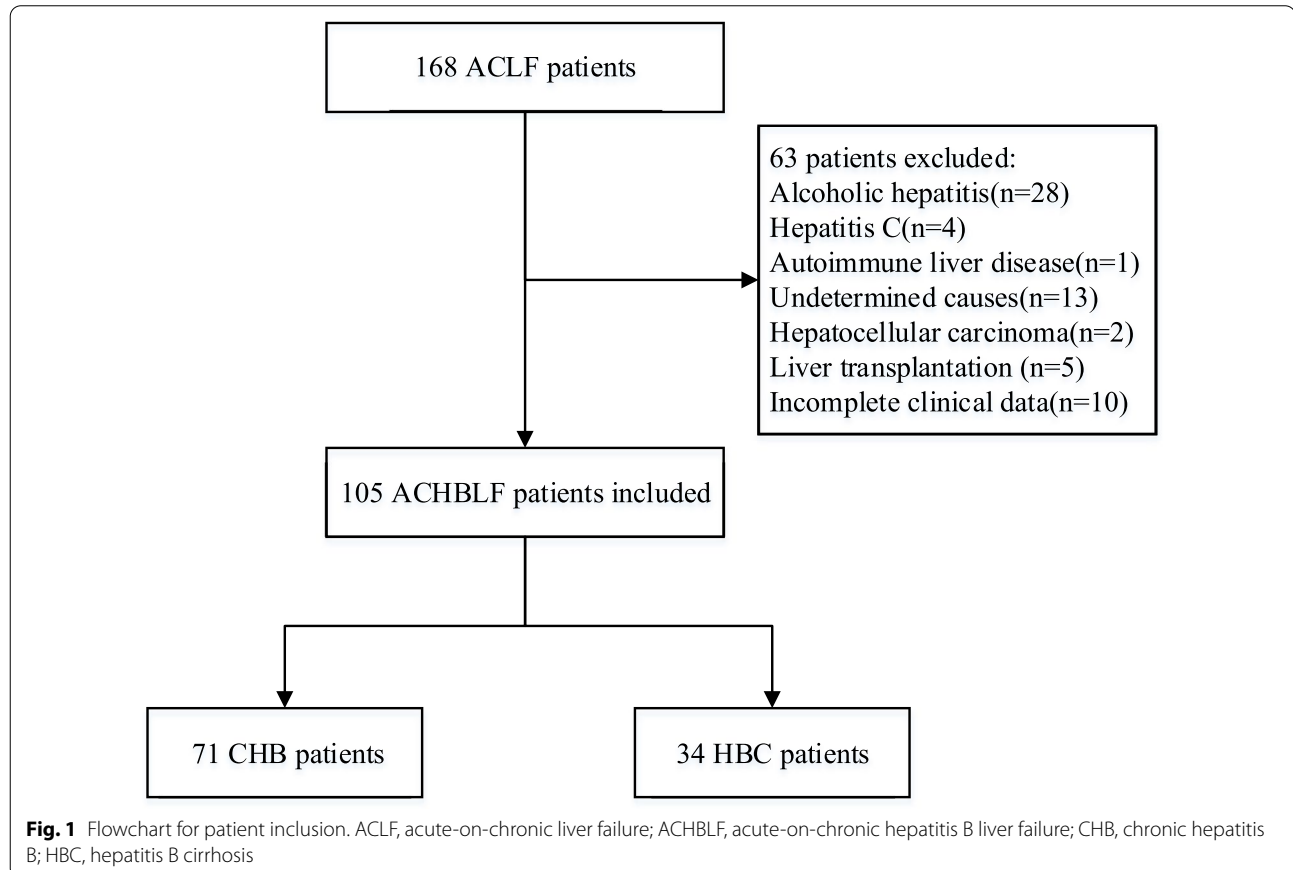 168 ACLF patients
63 patients excluded:
Alcoholic hepatitis(n=28)
Hepatitis C(n=4)
Autoimmune liver disease(n=1)
Undetermined causes(n=13)
Hepatocellular carcinoma(n=2)
Liver transplantation (n=5)
Incomplete clinical data(n=10)
105 ACHBLF patients included
71 CHB patients
34 HBC patients
Fig. 1 Flowchart for patient inclusion. ACLF, acute-on-chronic liver failure; ACHBLF, acute-on-chronic hepatitis B liver failure; CHB, chronic hepatitis
B; HBC, hepatitis B cirrhosis